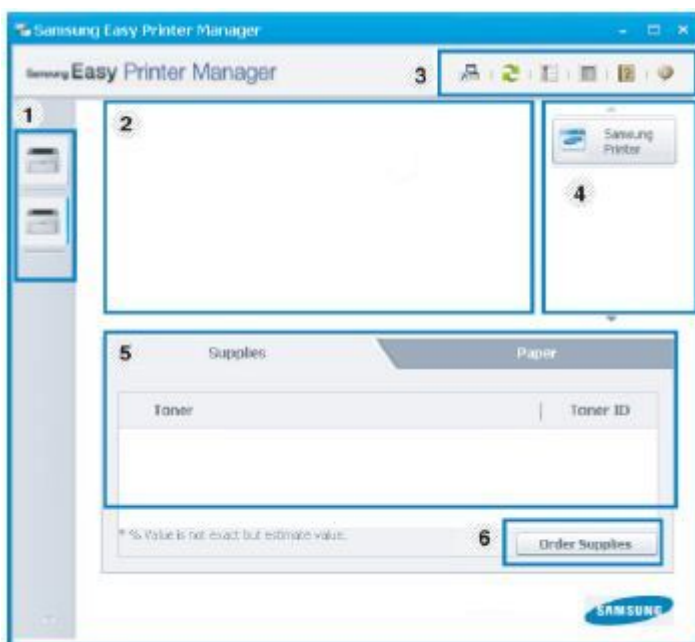 Samsung Easy Printer Manager
Samsung Easy Printer Manager
3
1
2
Samsung
Printer
4
5
Supplies
Paper
Toner
Toner ID
* % Value is not exact but estimate value.
6
Order Supplies
SAMSUNG